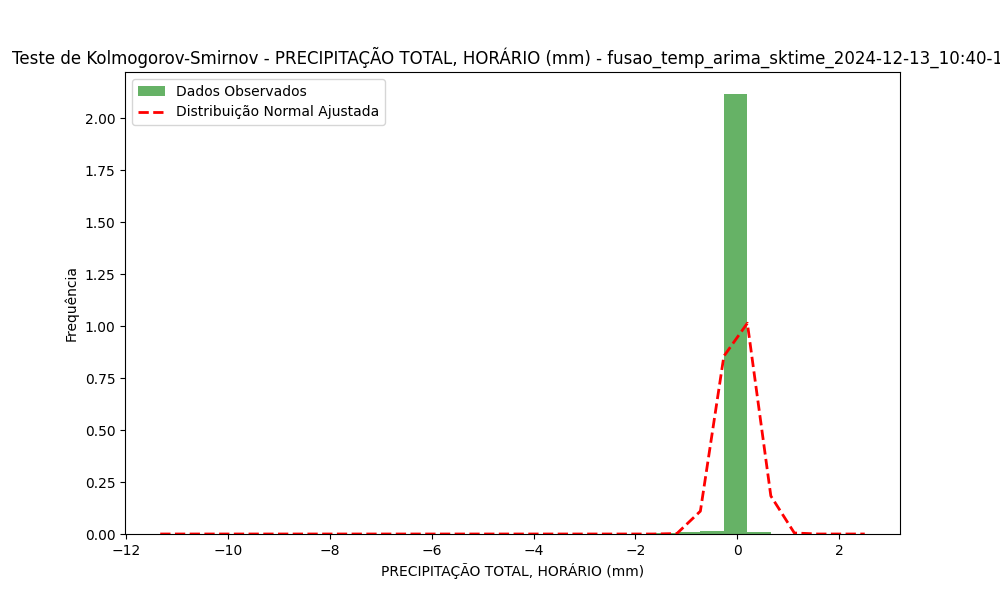 Teste de Kolmogorov-Smirnov - PRECIPITAÇÃO TOTAL, HORÁRIO (mm) - fusao_temp_arima_sktime_2024-12-13_10:40-1
Dados Observados
Distribuição Normal Ajustada
Frequência
2.00
1.75
1.50
1.25
1.00
0.75
0.50
0.25
0.00
−12 −10 −8 −6 −4 −2 0 2
PRECIPITAÇÃO TOTAL, HORÁRIO (mm)